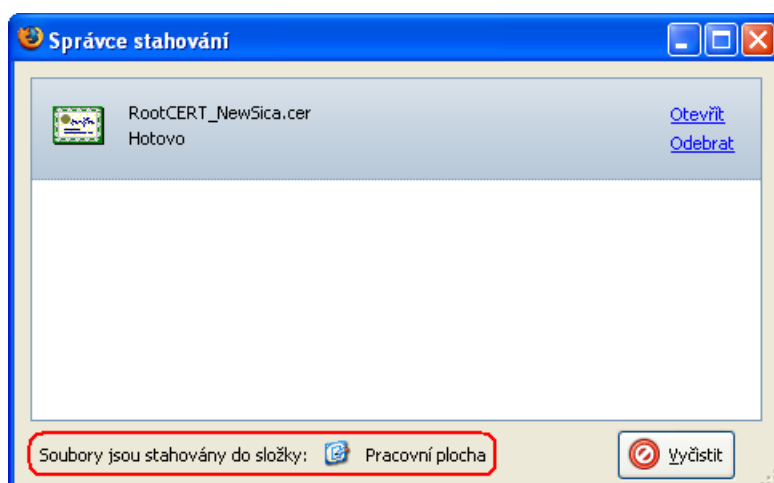 Správce stahování
RootCERT_NewSica.cer
Otevřít
Hotovo
Odebrat
Soubory jsou stahovány do složky: Pracovní plocha
Vyčistit